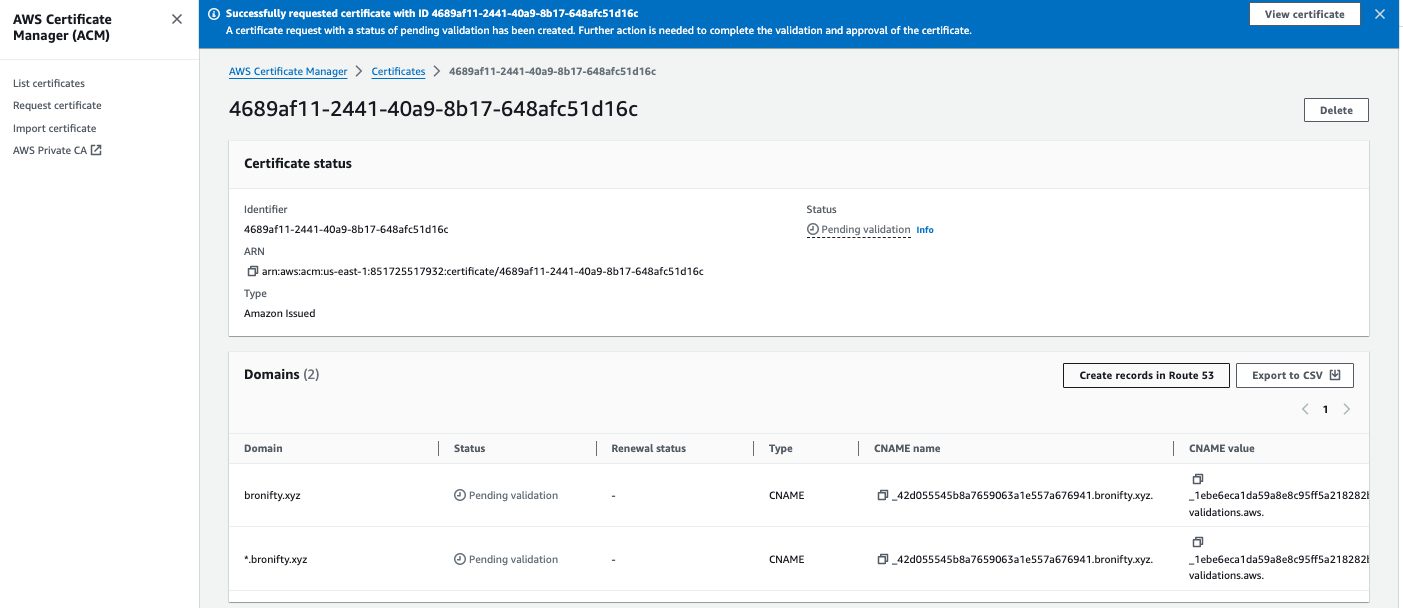 AWS Certificate
Manager (ACM)
List certificates
Request certificate
Import certificate
AWS Private CA
Successfully requested certificate with ID 4689af11-2441-40a9-8b17-648afc51d16c
A certificate request with a status of pending validation has been created. Further action is needed to complete the validation and approval of the certificate.
View certificate
AWS Certificate Manager > Certificates > 4689af11-2441-40a9-8b17-648afc51d16c
4689af11-2441-40a9-8b17-648afc51d16c
Delete
Certificate status
Identifier
4689af11-2441-40a9-8b17-648afc51d16c
ARN
arn:aws:acm:us-east-1:851725517932:certificate/4689af11-2441-40a9-8b17-648afc51d16c
Type
Amazon Issued
Status
Pending validation Info
Domains (2)
Create records in Route 53
Export to CSV
1
Domain Status Renewal status Type CNAME name CNAME value
bronifty.xyz Pending validation - CNAME _42d055545b8a7659063a1e557a676941.bronifty.xyz.
_1ebe6eca1da59a8e8c95ff5a218282
validations.aws.
*.bronifty.xyz Pending validation - CNAME _42d055545b8a7659063a1e557a676941.bronifty.xyz.
_1ebe6eca1da59a8e8c95ff5a218282
validations.aws.